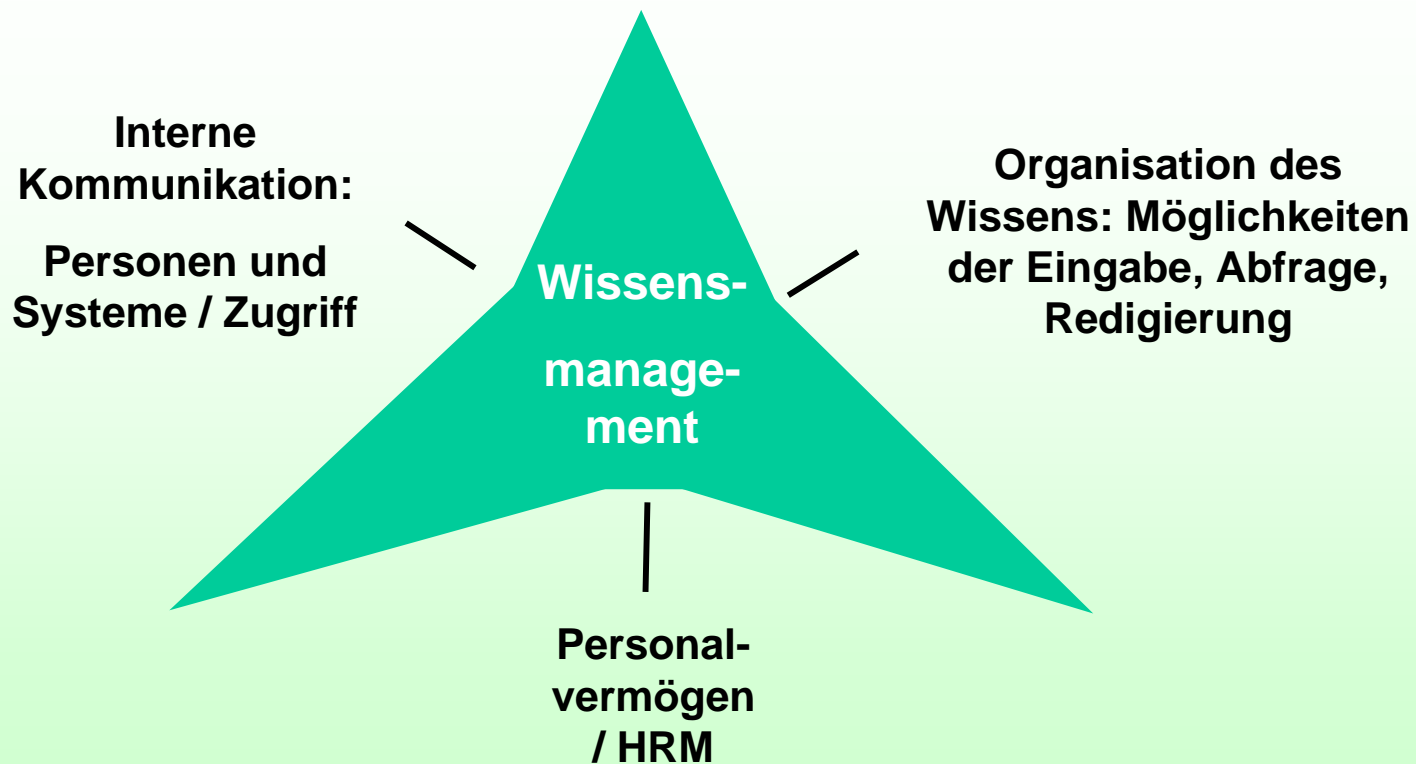 Interne
Kommunikation:
Personen und
Systeme / Zugriff
Wissens-
manage-
ment
Organisation des
Wissens: Möglichkeiten
der Eingabe, Abfrage,
Redigierung
Personal-
vermögen
/ HRM